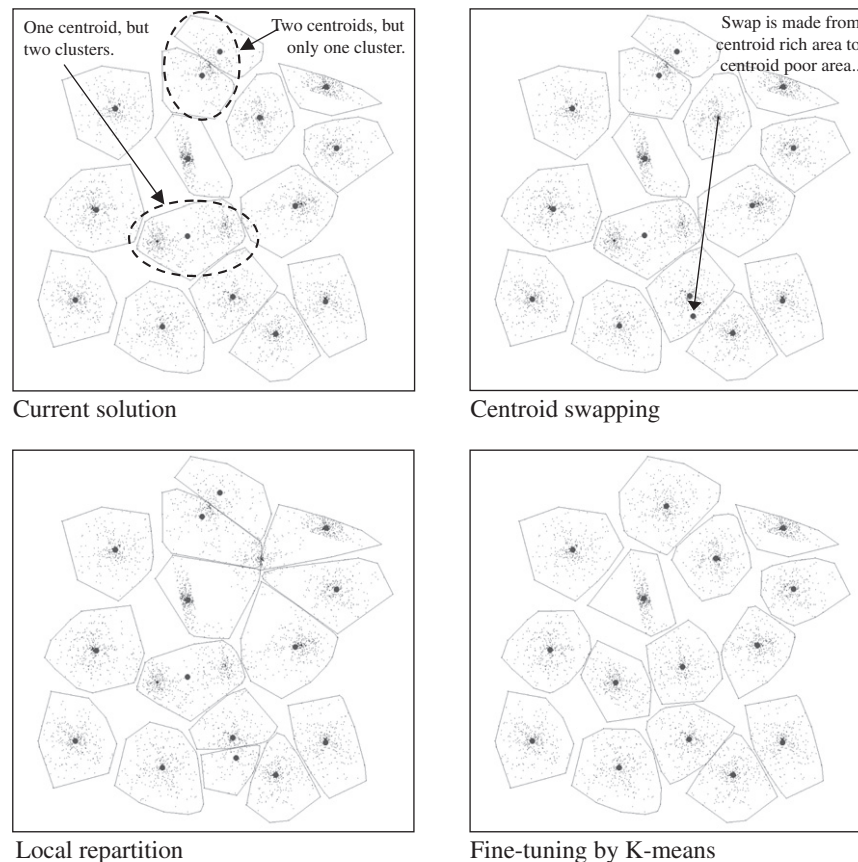 One centroid, but
two clusters.
Two centroids, but
only one cluster.
Swap is made from
centroid rich area to
centroid poor area..
Current solution
Centroid swapping
Local repartition
Fine-tuning by K-means